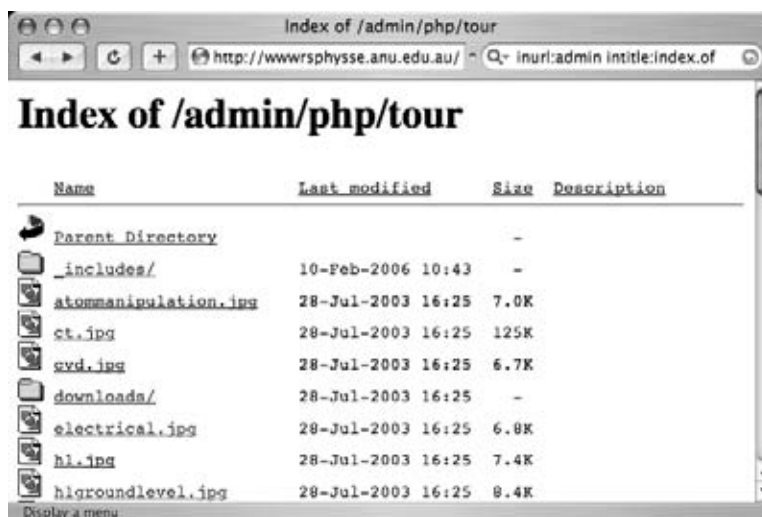 Index of /admin/php/tour
http://wwwrsphysse.anu.edu.au/ inurl:admin intitle:index.of
Index of /admin/php/tour
Name Last modified Size Description
Parent Directory -
_includes/ 10-Feb-2006 10:43 -
atommanipulation.jpg 28-Jul-2003 16:25 7.0K
ct.jpg 28-Jul-2003 16:25 125K
cvd.jpg 28-Jul-2003 16:25 6.7K
downloads/ 28-Jul-2003 16:25 -
electrical.jpg 28-Jul-2003 16:25 6.8K
h1.jpg 28-Jul-2003 16:25 7.4K
h1groundlevel.jpg 28-Jul-2003 16:25 8.4K
Display a menu